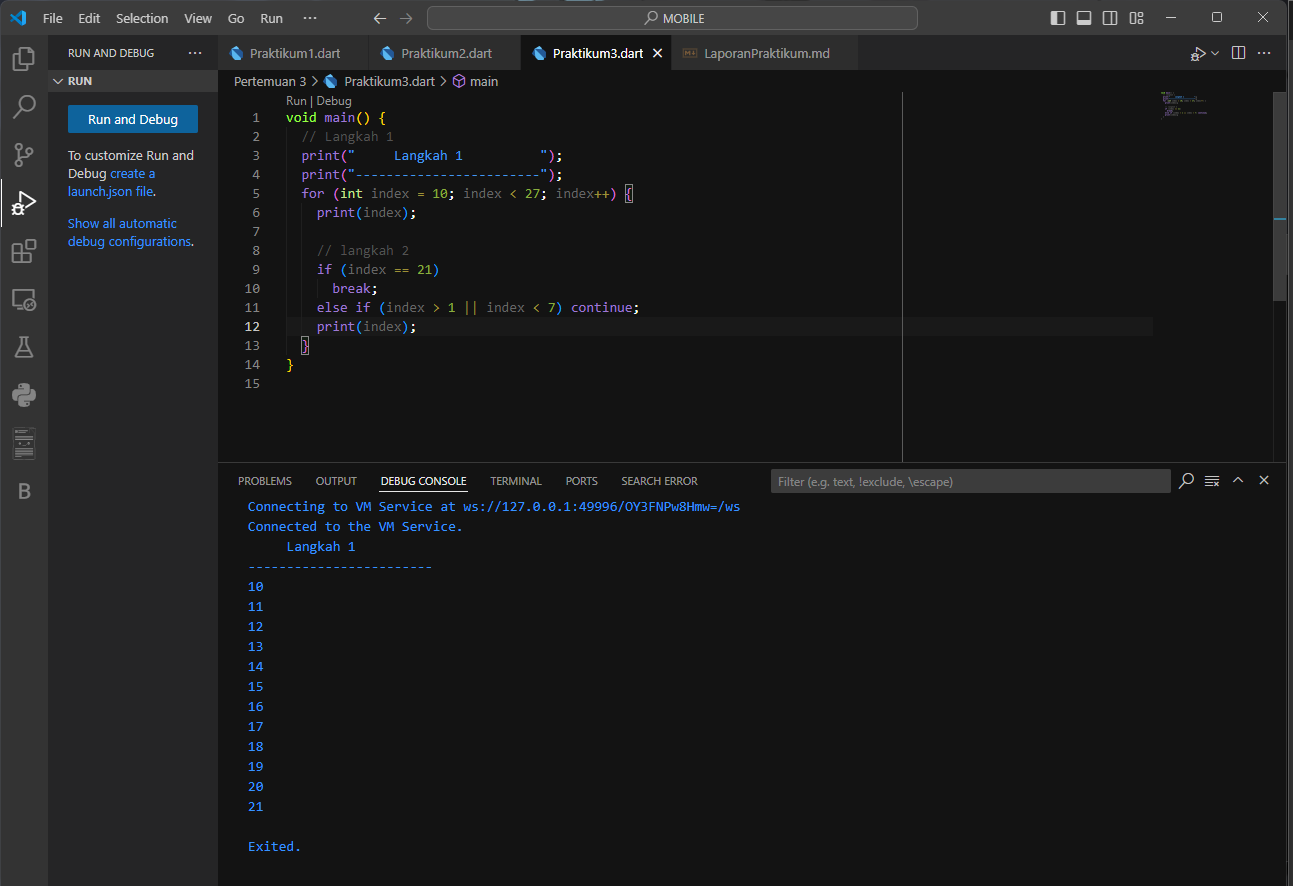 File Edit Selection View Go Run ··· MOBILE
RUN AND DEBUG ···
RUN
Run and Debug
To customize Run and
Debug create a
launch.json file.
Show all automatic
debug configurations.
B
Praktikum1.dart Praktikum2.dart Praktikum3.dart LaporanPraktikum.md
Pertemuan 3 > Praktikum3.dart > main
Run | Debug
1 void main() {
2 // Langkah 1
3 print("     Langkah 1          ");
4 print("------------------------");
5 for (int index = 10; index < 27; index++) {
6 print(index);
7
8 // langkah 2
9 if (index == 21)
10 break;
11 else if (index > 1 || index < 7) continue;
12 print(index);
13 }
14 }
15
PROBLEMS OUTPUT DEBUG CONSOLE TERMINAL PORTS SEARCH ERROR Filter (e.g. text, !exclude, \escape)
Connecting to VM Service at ws://127.0.0.1:49996/OY3FNPw8Hmw=/ws
Connected to the VM Service.
     Langkah 1
------------------------
10
11
12
13
14
15
16
17
18
19
20
21
Exited.